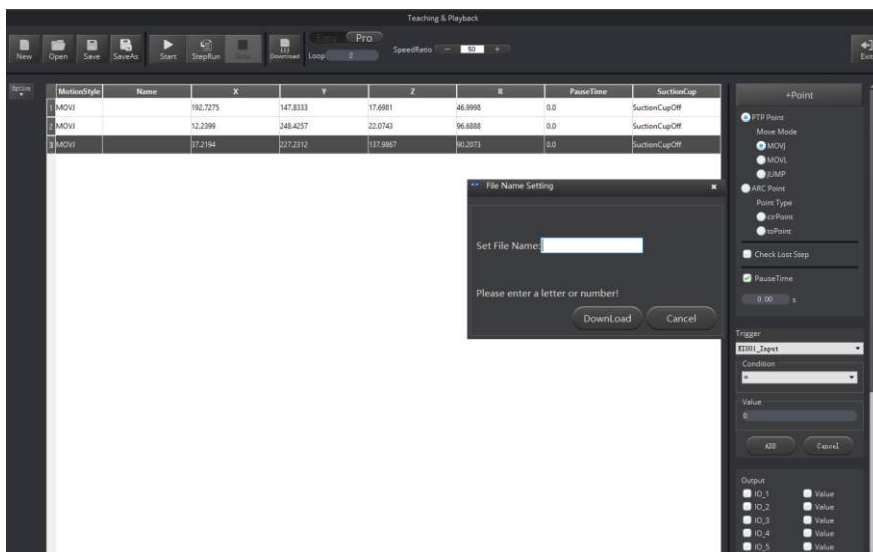 Teaching & Playback
New Open Save SaveAs Start StepRun Stop Download Easy Pro
Loop 2 SpeedRatio − 50 + Exit
Option
MotionStyle Name X Y Z R PauseTime SuctionCup
1 MOVJ 192.7275 147.8333 17.6981 46.9998 0.0 SuctionCupOff
2 MOVJ 12.2399 248.4257 22.0743 96.6888 0.0 SuctionCupOff
3 MOVJ 37.2194 227.2312 137.9867 90.2073 0.0 SuctionCupOff
File Name Setting ×
Set File Name:
Please enter a letter or number!
DownLoad Cancel
+Point
PTP Point
Move Mode
MOVJ
MOVL
JUMP
ARC Point
Point Type
cirPoint
toPoint
Check Lost Step
PauseTime
0.00 s
Trigger
Condition
=
Value
0
ADD Cancel
Output
IO_1 Value
IO_2 Value
IO_3 Value
IO_4 Value
IO_5 Value